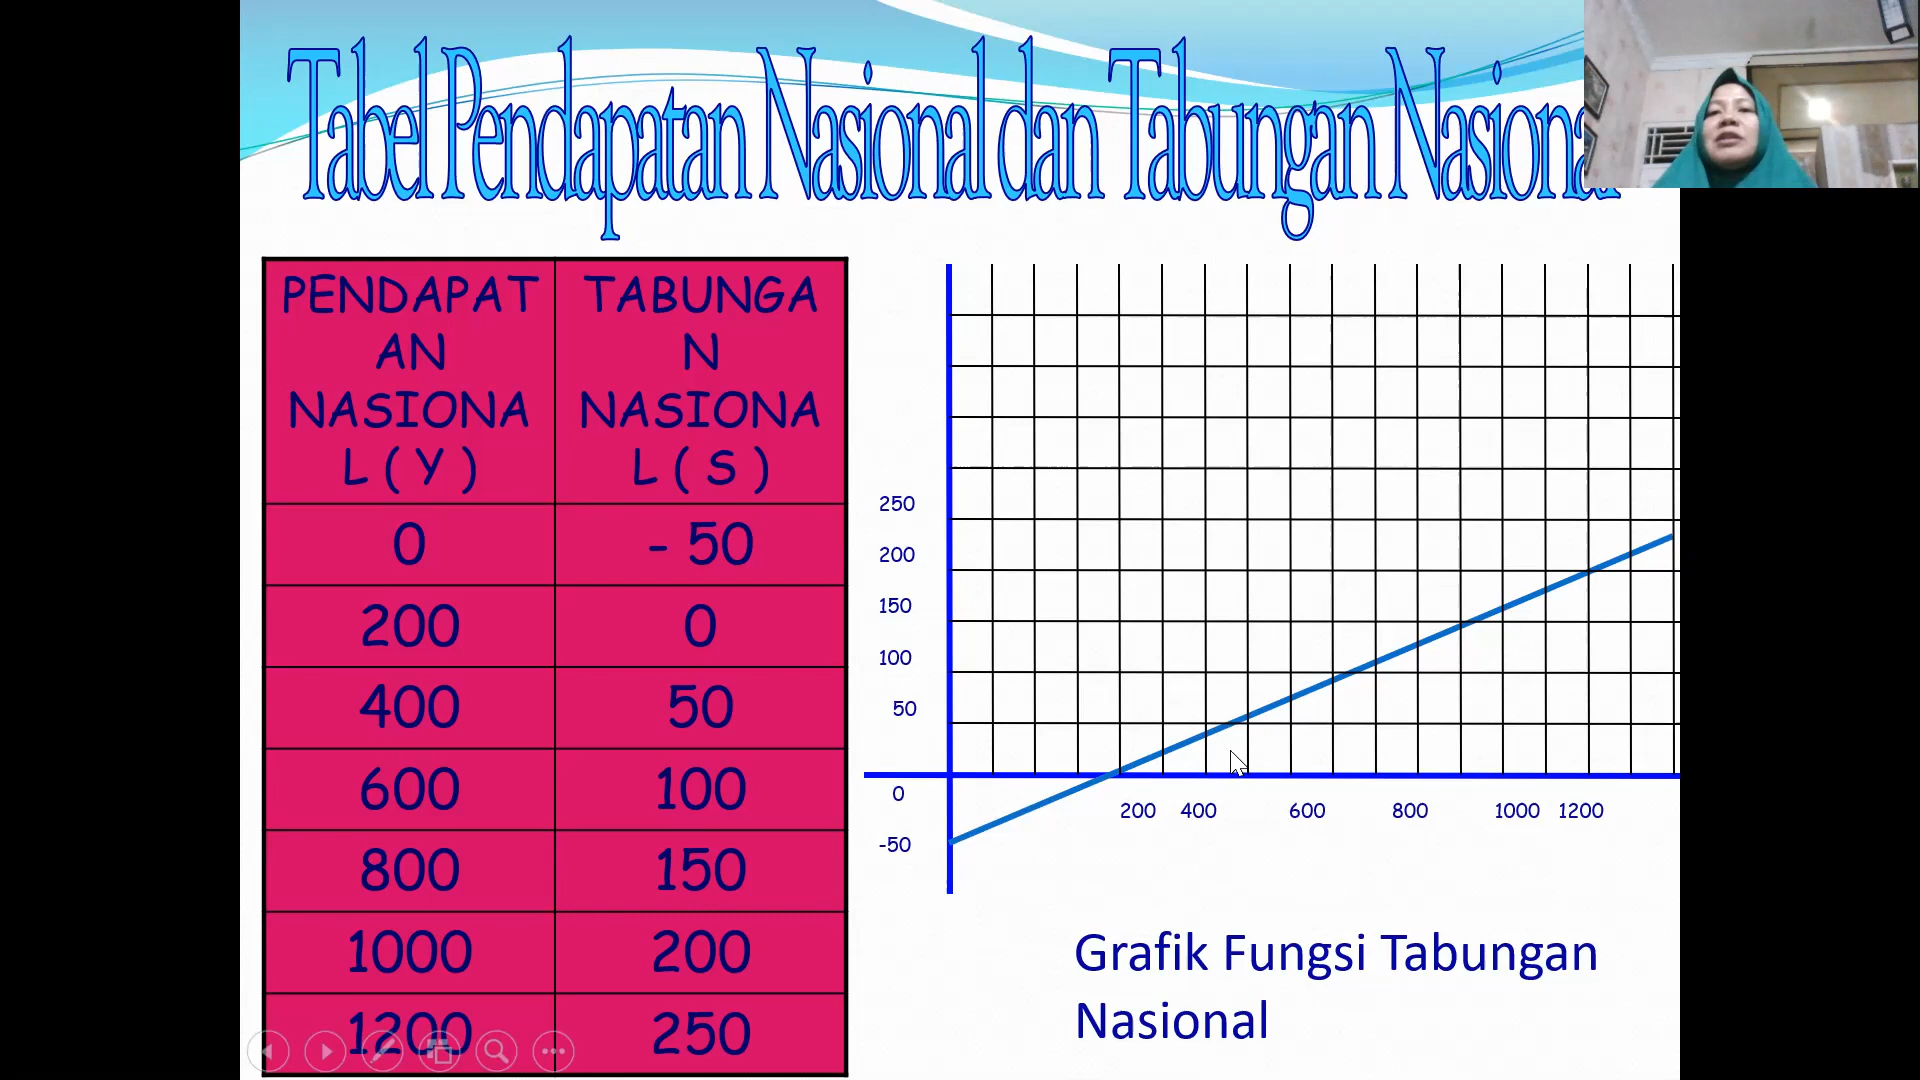 Tabel Pendapatan Nasional dan Tabungan Nasional
PENDAPAT
AN
NASIONA
L ( Y )
TABUNGA
N
NASIONA
L ( S )
0
- 50
200
0
400
50
600
100
800
150
1000
200
1200
250
250
200
150
100
50
0
-50
200 400 600 800 1000 1200
Grafik Fungsi Tabungan
Nasional